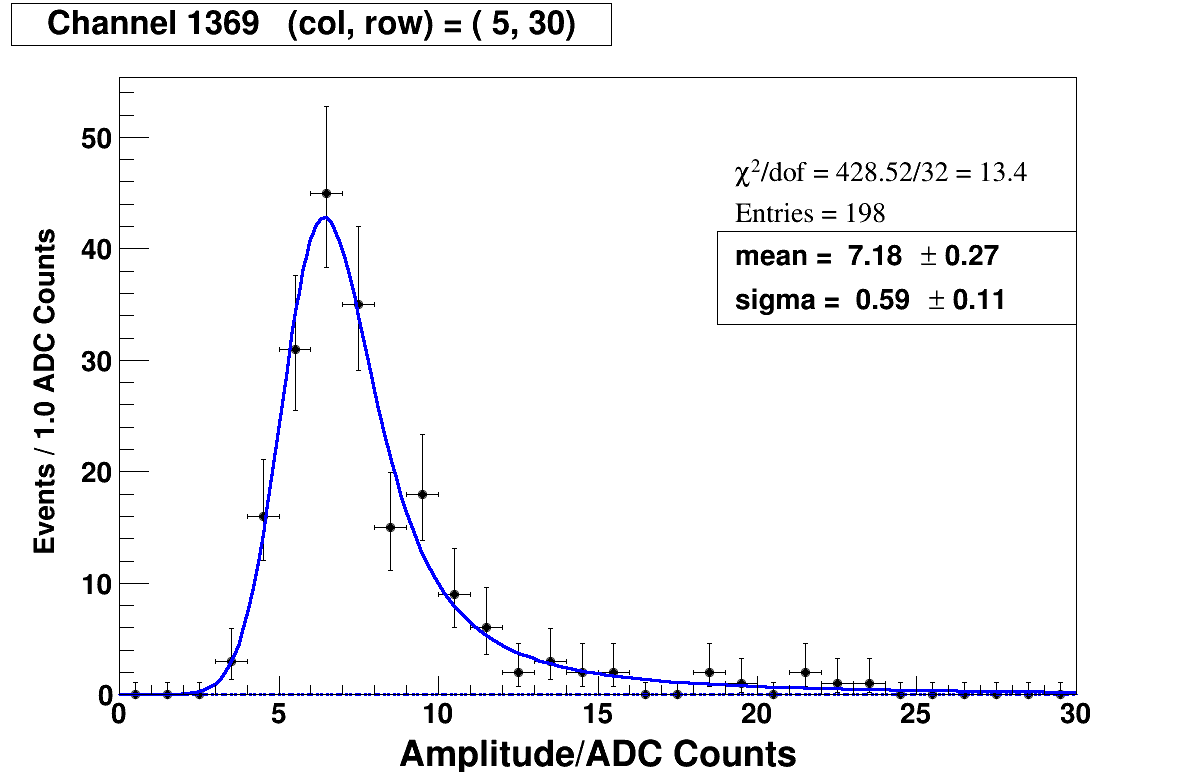 Channel 1369 (col, row) = ( 5, 30)
χ²/dof = 428.52/32 = 13.4
Entries = 198
mean = 7.18 ± 0.27
sigma = 0.59 ± 0.11
Events / 1.0 ADC Counts
50
40
30
20
10
0
0 5 10 15 20 25 30
Amplitude/ADC Counts